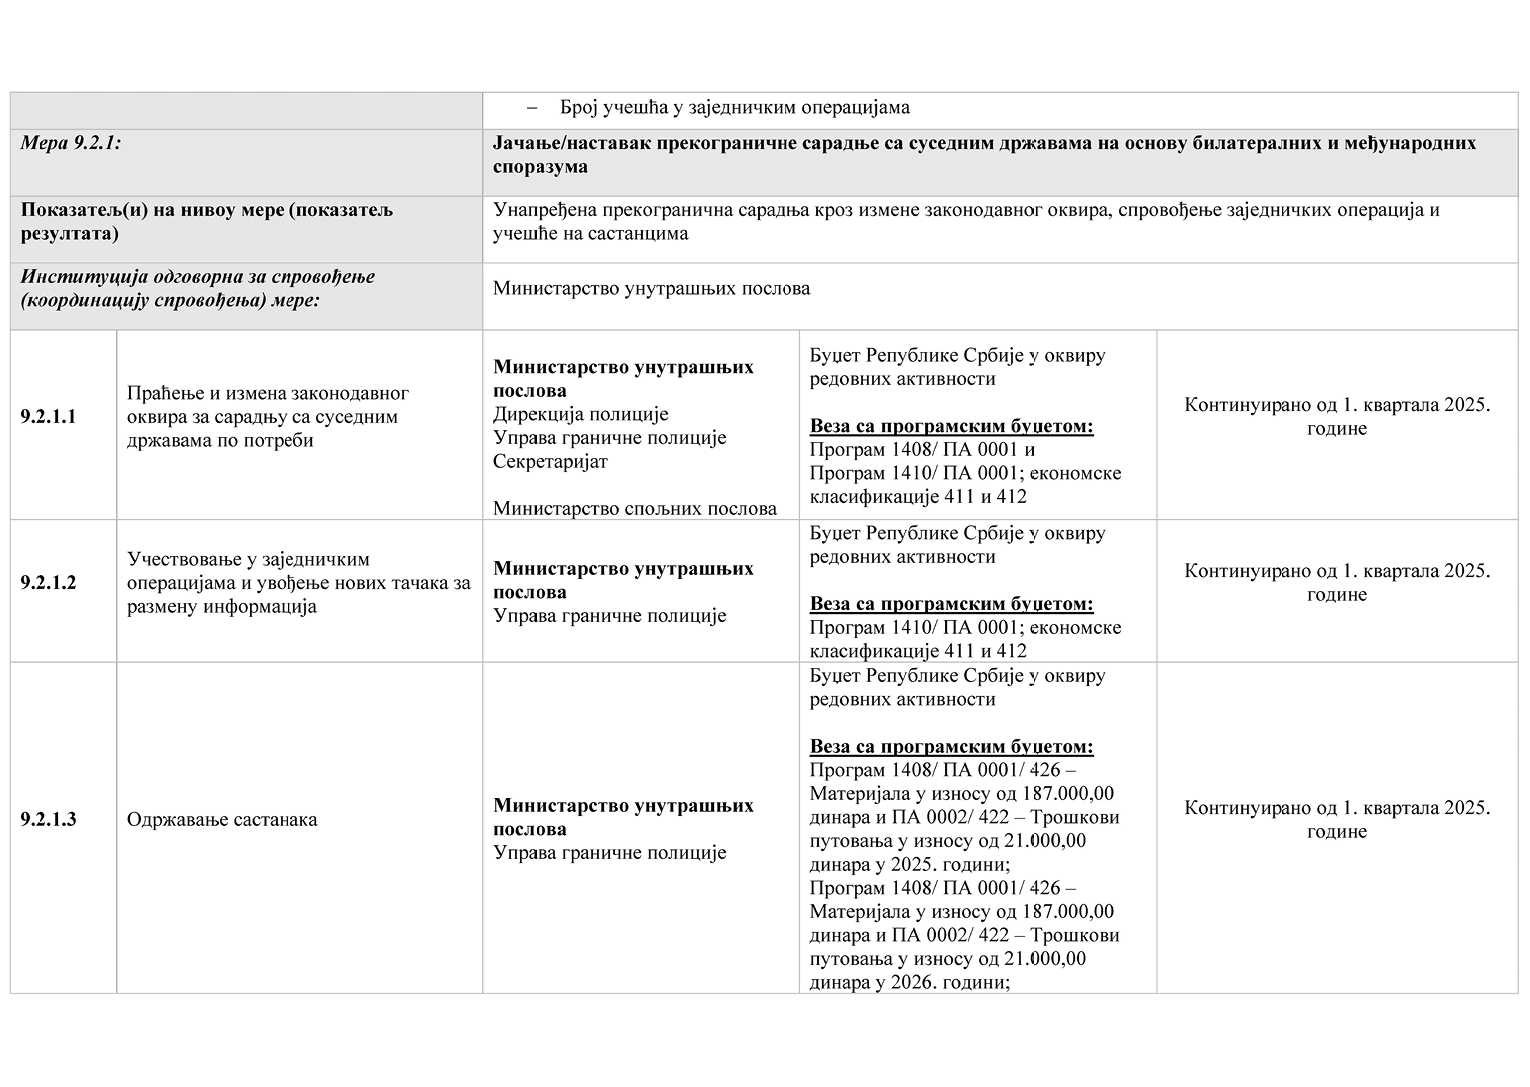 – Број учешћа у заједничким операцијама
Мера 9.2.1:
Јачање/наставак прекограничне сарадње са суседним државама на основу билатералних и међународних
споразума
Показатељ(и) на нивоу мере (показатељ
резултата)
Унапређена прекогранична сарадња кроз измене законодавног оквира, спровођење заједничких операција и
учешће на састанцима
Институција одговорна за спровођење
(координацију спровођења) мере:
Министарство унутрашњих послова
9.2.1.1
Праћење и измена законодавног
оквира за сарадњу са суседним
државама по потреби
Министарство унутрашњих
послова
Дирекција полиције
Управа граничне полиције
Секретаријат
Министарство спољних послова
Буџет Републике Србије у оквиру
редовних активности
Веза са програмским буџетом:
Програм 1408/ ПА 0001 и
Програм 1410/ ПА 0001; економске
класификације 411 и 412
Континуирано од 1. квартала 2025.
године
9.2.1.2
Учествовање у заједничким
операцијама и увођење нових тачака за
размену информација
Министарство унутрашњих
послова
Управа граничне полиције
Буџет Републике Србије у оквиру
редовних активности
Веза са програмским буџетом:
Програм 1410/ ПА 0001; економске
класификације 411 и 412
Континуирано од 1. квартала 2025.
године
9.2.1.3
Одржавање састанака
Министарство унутрашњих
послова
Управа граничне полиције
Буџет Републике Србије у оквиру
редовних активности
Веза са програмским буџетом:
Програм 1408/ ПА 0001/ 426 –
Материјала у износу од 187.000,00
динара и ПА 0002/ 422 – Трошкови
путовања у износу од 21.000,00
динара у 2025. години;
Програм 1408/ ПА 0001/ 426 –
Материјала у износу од 187.000,00
динара и ПА 0002/ 422 – Трошкови
путовања у износу од 21.000,00
динара у 2026. години;
Континуирано од 1. квартала 2025.
године